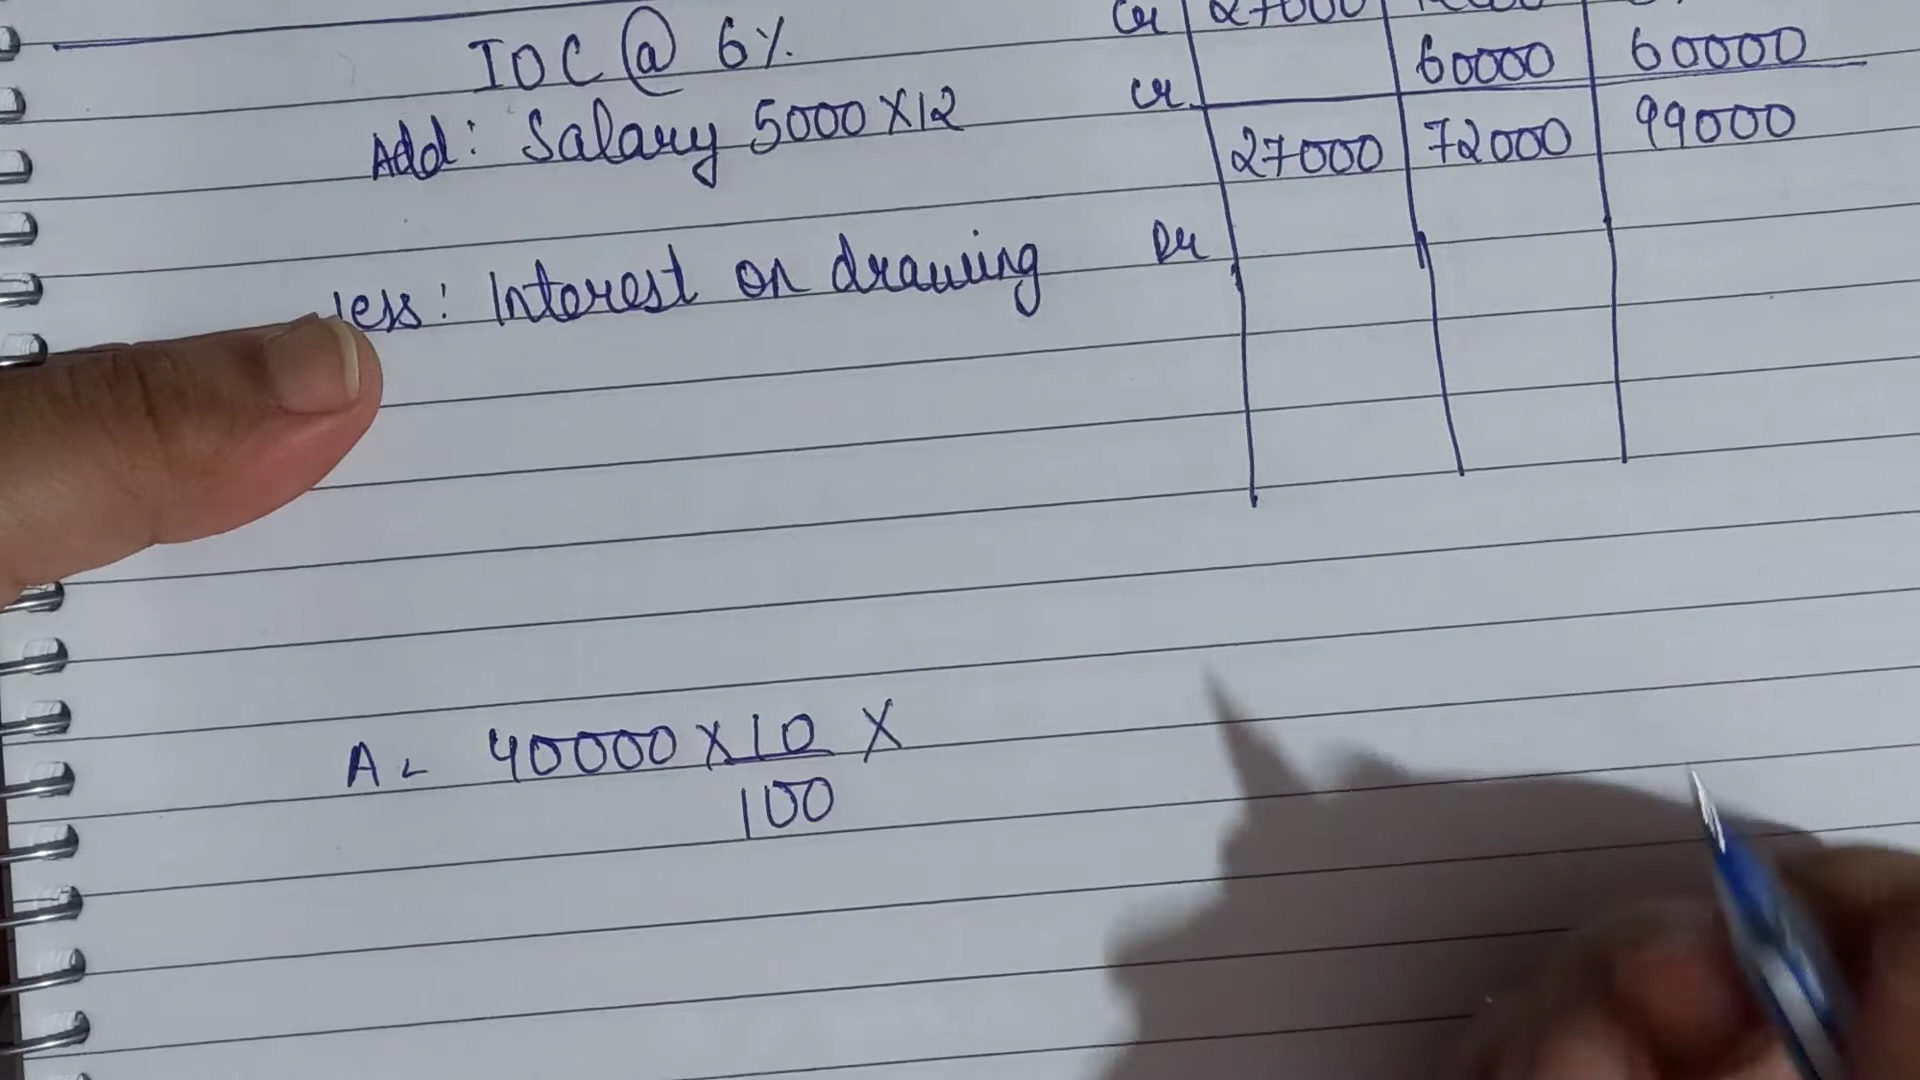 IOC @ 6% Cr 27000
60000 60000
Add: Salary 5000 X 12 Cr
27000 72000 99000
less: Interest on drawing Dr
A = 40000 X 10 X
100